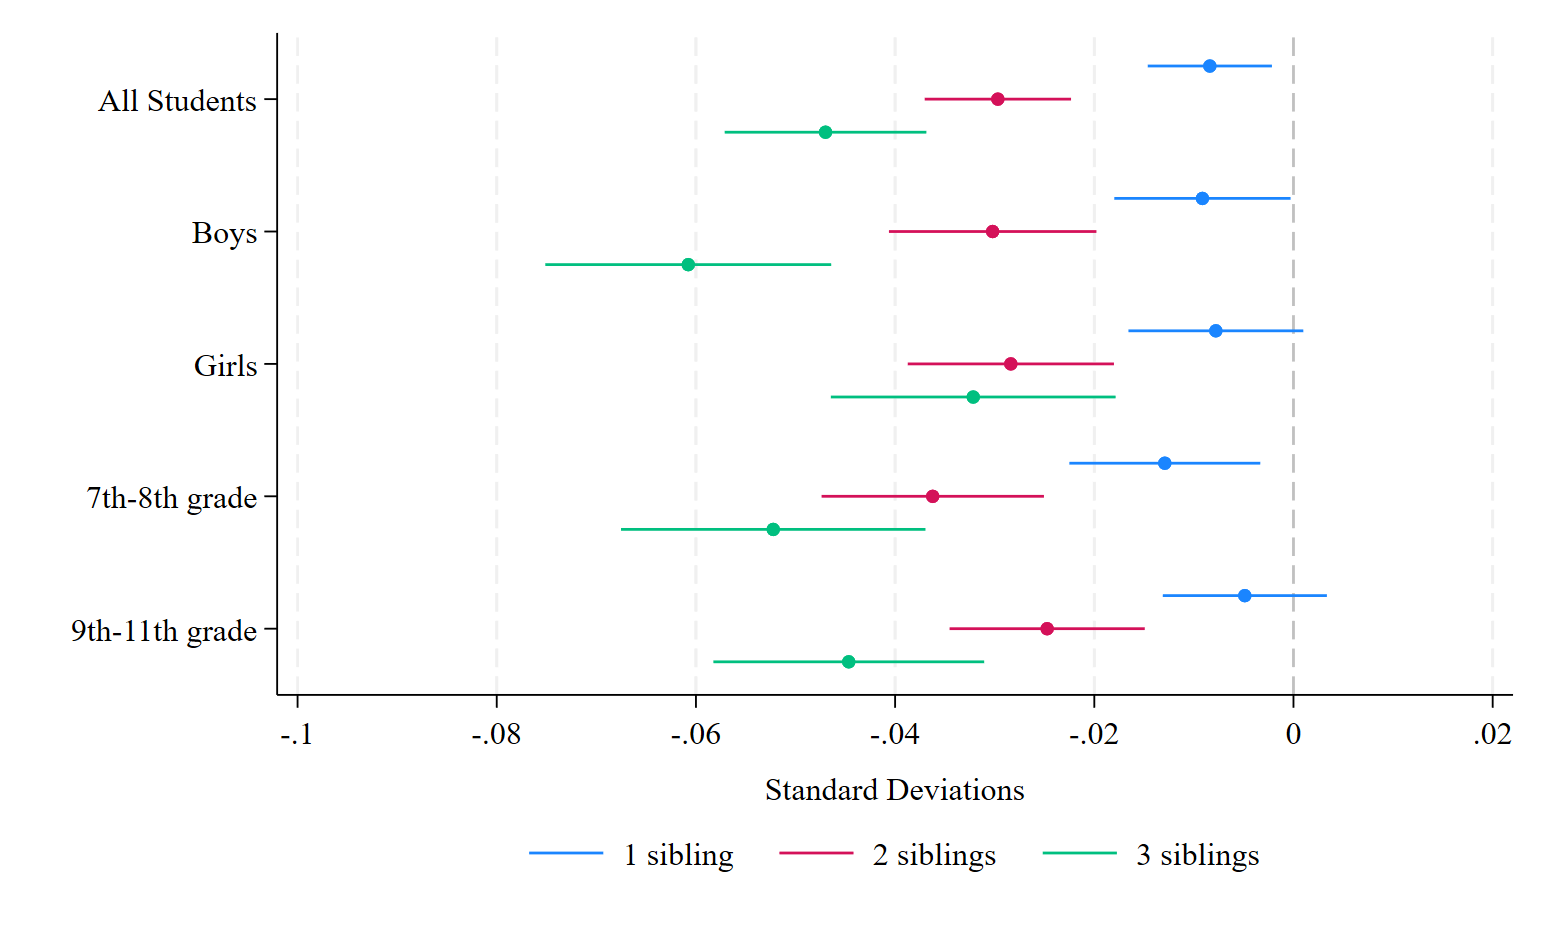 All Students
Boys
Girls
7th-8th grade
9th-11th grade
-.1 -.08 -.06 -.04 -.02 0 .02
Standard Deviations
1 sibling 2 siblings 3 siblings